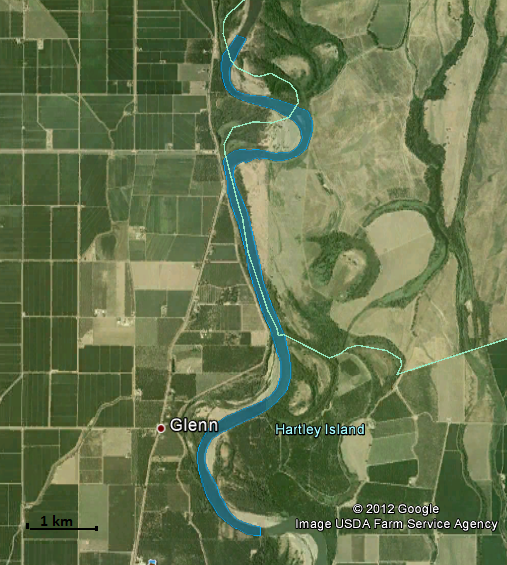 Glenn
Hartley Island
1 km
© 2012 Google
Image USDA Farm Service Agency